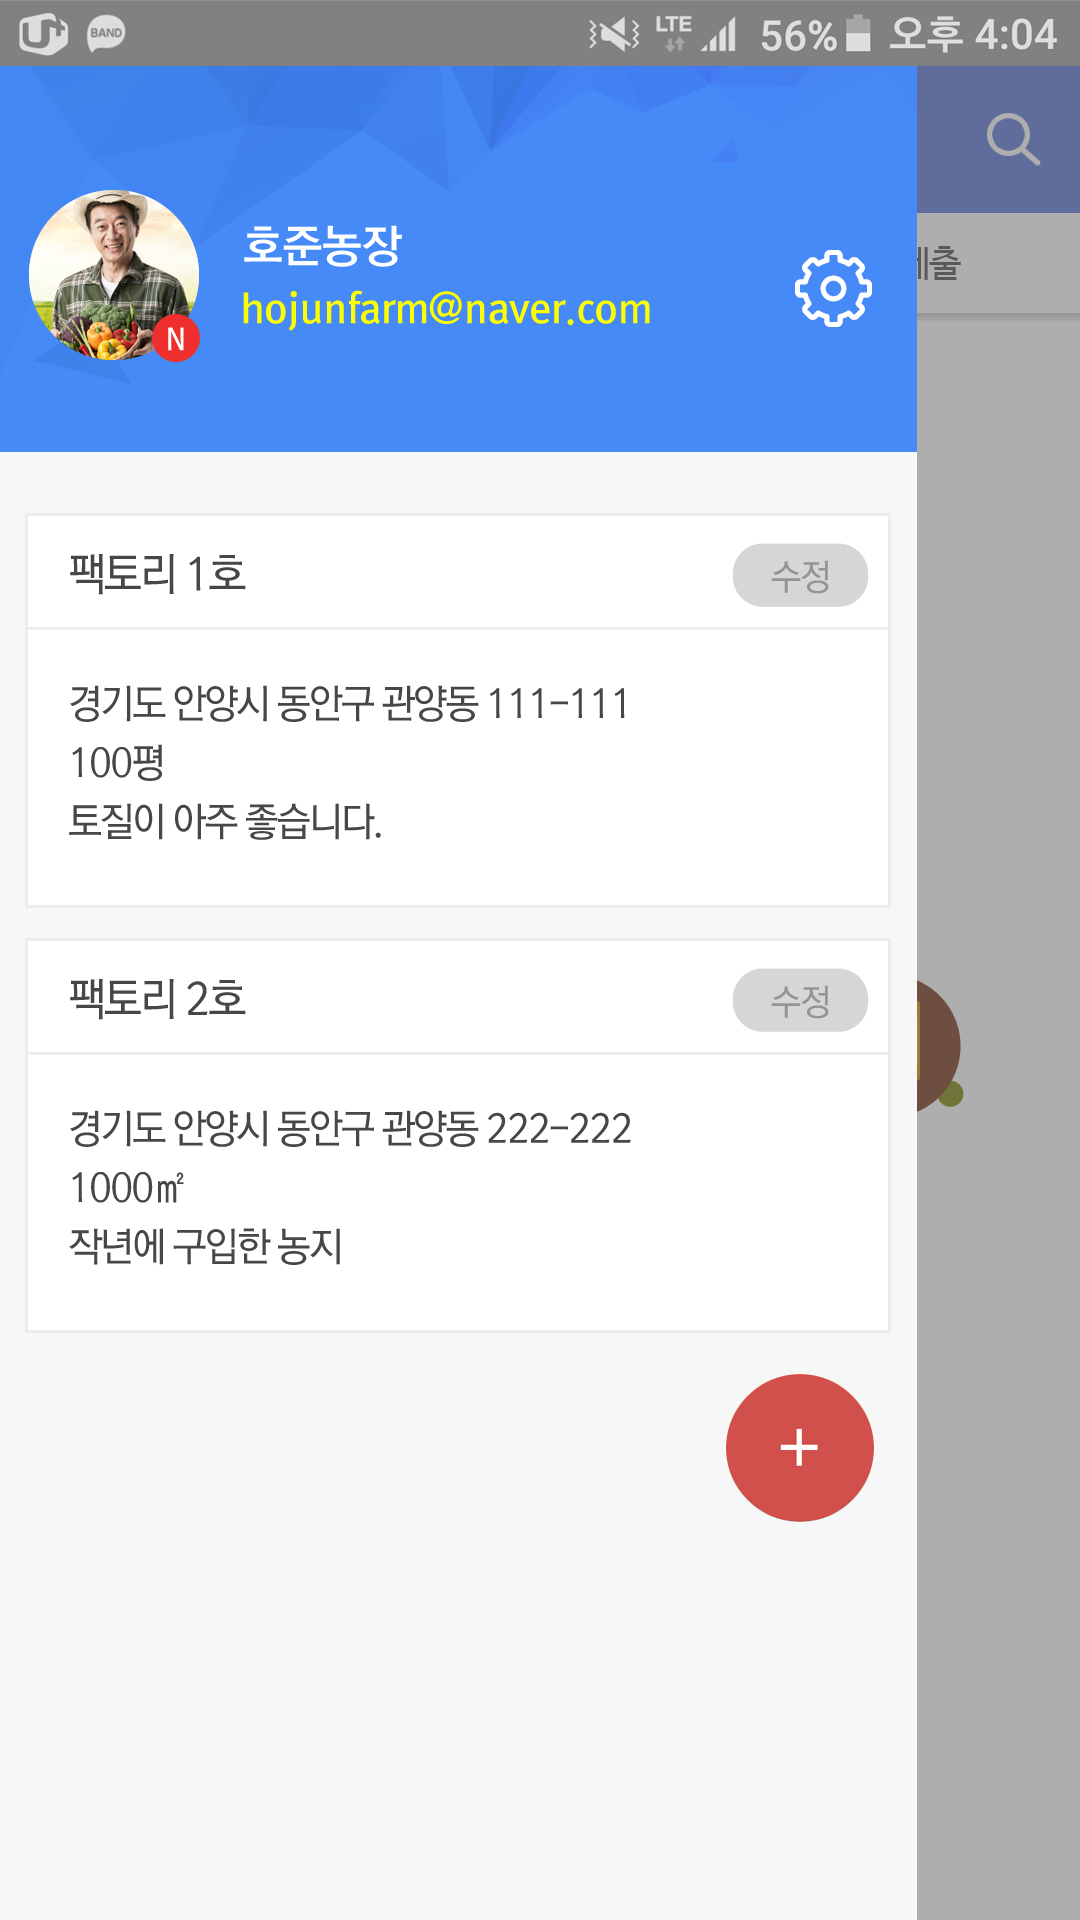 U+ BAND LTE 56% 오후 4:04
호준농장
hojunfarm@naver.com
N
팩토리 1호
수정
경기도 안양시 동안구 관양동 111-111
100평
토질이 아주 좋습니다.
팩토리 2호
수정
경기도 안양시 동안구 관양동 222-222
1000㎡
작년에 구입한 농지
+